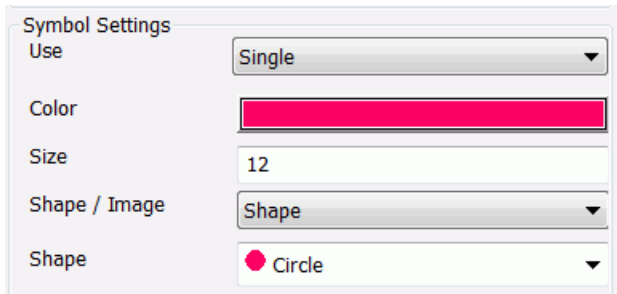 Symbol Settings
Use Single
Color
Size 12
Shape / Image Shape
Shape Circle